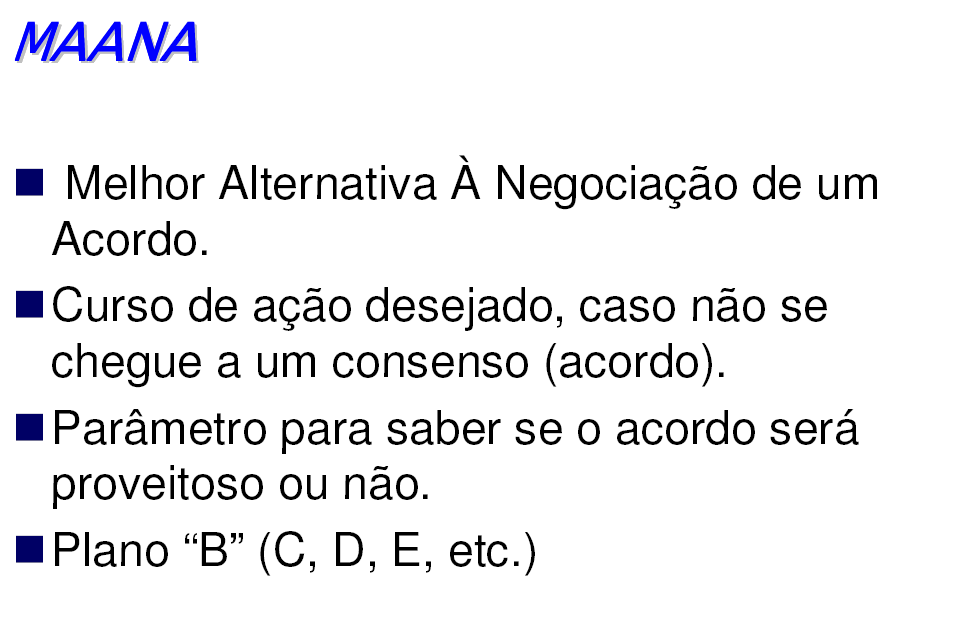 MAANA
Melhor Alternativa À Negociação de um
Acordo.
Curso de ação desejado, caso não se
chegue a um consenso (acordo).
Parâmetro para saber se o acordo será
proveitoso ou não.
Plano “B” (C, D, E, etc.)